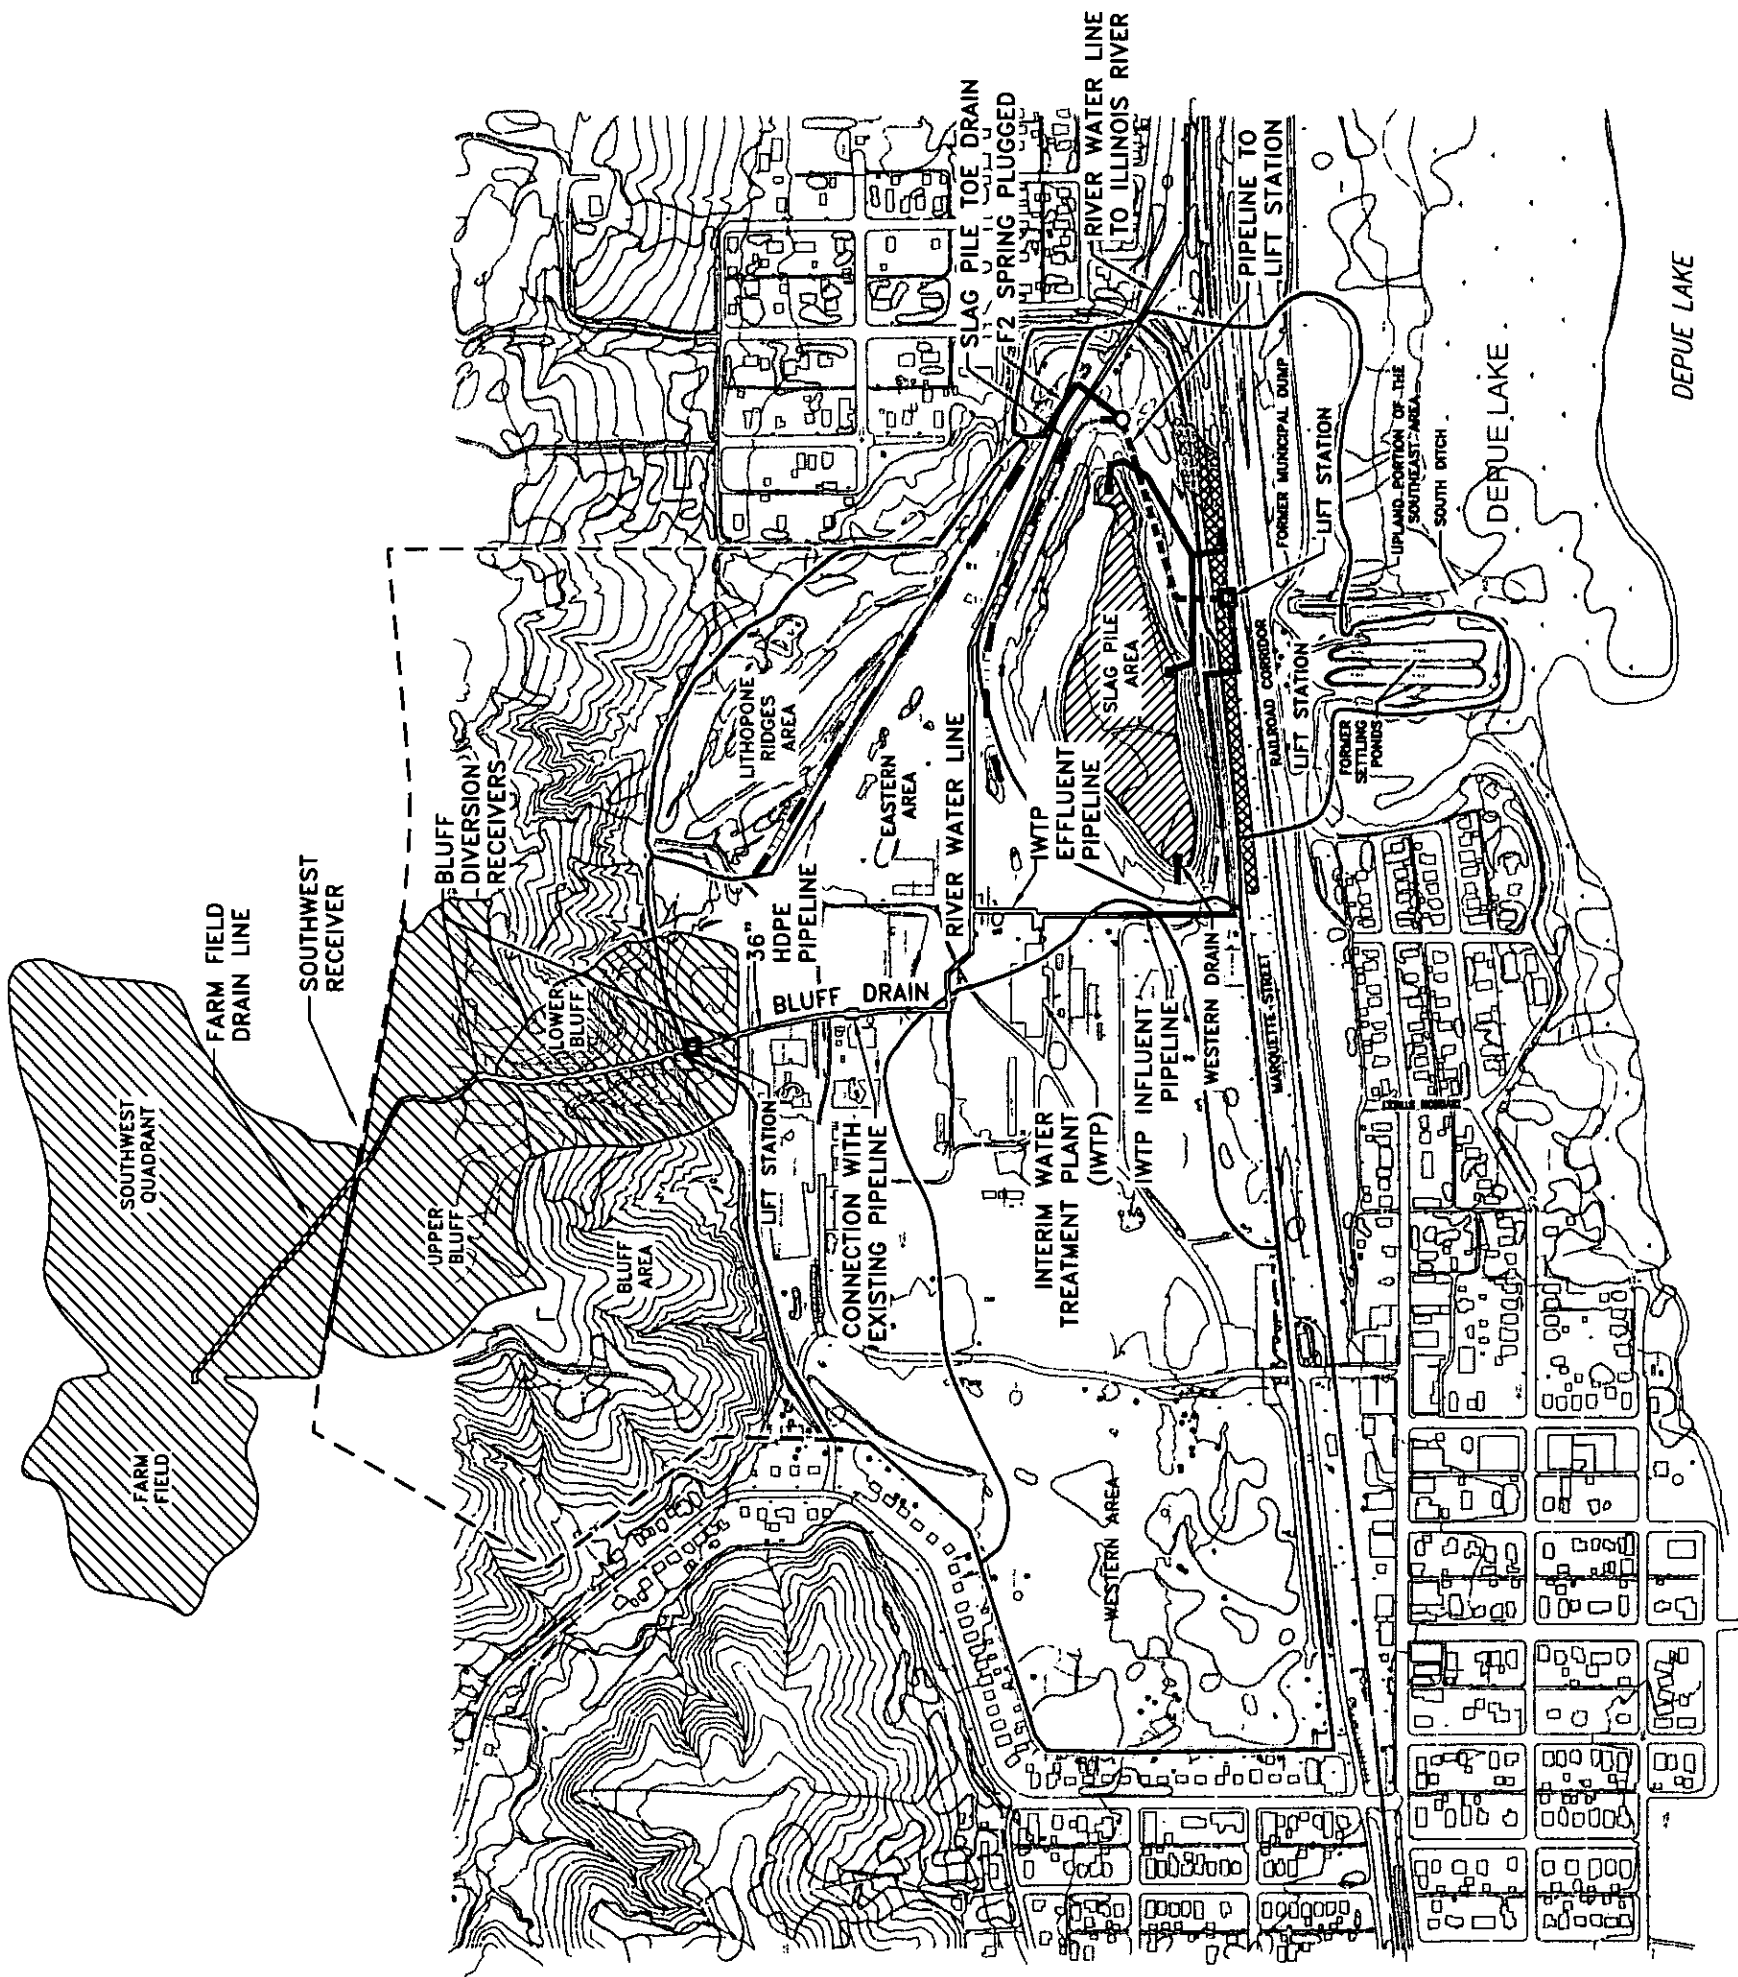 FARM FIELD
DRAIN LINE
SOUTHWEST
RECEIVER
SOUTHWEST
QUADRANT
FARM
FIELD
BLUFF
DIVERSION
RECEIVERS
UPPER
BLUFF
LOWER
BLUFF
BLUFF
AREA
LIFT STATION
36"
HDPE
PIPELINE
BLUFF DRAIN
CONNECTION WITH
EXISTING PIPELINE
LITHOPONE
RIDGES
AREA
EASTERN
AREA
RIVER WATER LINE
IWTP
EFFLUENT
PIPELINE
INTERIM WATER
TREATMENT PLANT
(IWTP)
IWTP INFLUENT
PIPELINE
WESTERN DRAIN
WESTERN AREA
SLAG PILE
AREA
SLAG PILE TOE DRAIN
F2 SPRING PLUGGED
RIVER WATER LINE
TO ILLINOIS RIVER
PIPELINE TO
LIFT STATION
MARQUETTE STREET
RAILROAD CORRIDOR
FORMER MUNICIPAL DUMP
LIFT STATION
LIFT STATION
FORMER
SETTLING
PONDS
UPLAND PORTION OF THE
SOUTHEAST AREA
SOUTH DITCH
DEPUE LAKE
DEPUE LAKE